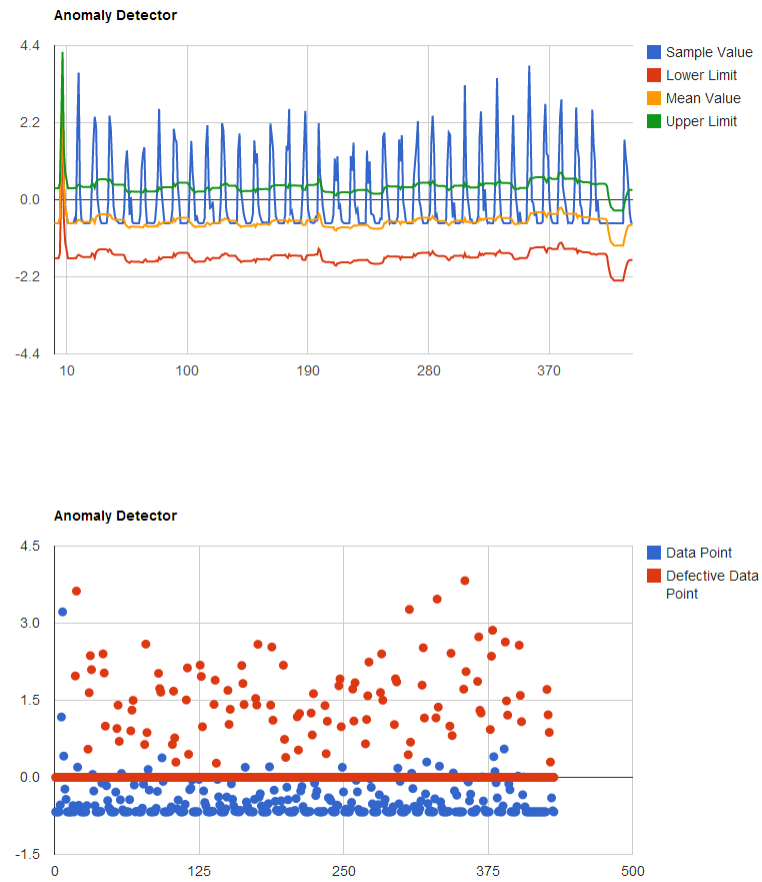 Anomaly Detector
4.4
Sample Value
Lower Limit
Mean Value
Upper Limit
2.2
0.0
-2.2
-4.4
10 100 190 280 370
Anomaly Detector
4.5
Data Point
Defective Data
Point
3.0
1.5
0.0
-1.5
0 125 250 375 500